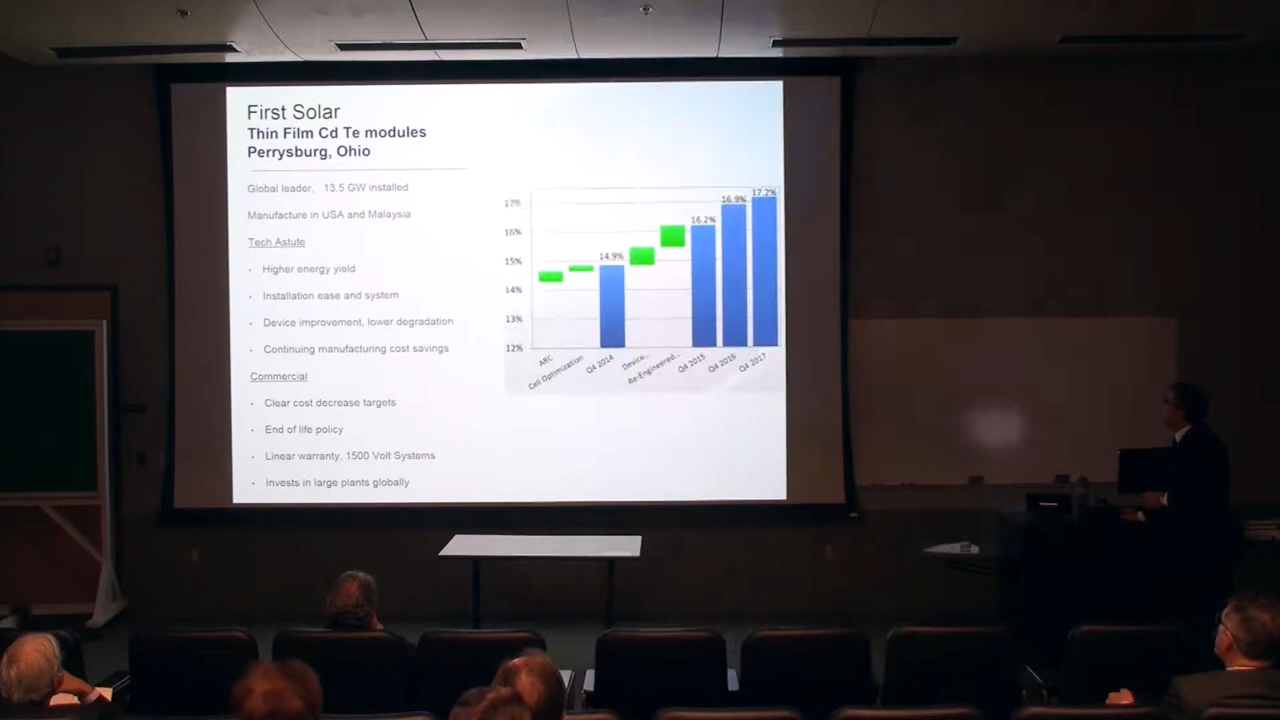 First Solar
Thin Film Cd Te modules
Perrysburg, Ohio
Global leader, 13.5 GW installed
Manufacture in USA and Malaysia
Tech Astute
· Higher energy yield
· Installation ease and system
· Device improvement, lower degradation
· Continuing manufacturing cost savings
Commercial
· Clear cost decrease targets
· End of life policy
· Linear warranty, 1500 Volt Systems
· Invests in large plants globally
17%
16%
15%
14%
13%
12%
14.9%
16.2%
16.9%
17.2%
ARC
Cell Optimization
Q4 2014
Device...
Re-Engineered...
Q4 2015
Q4 2016
Q4 2017